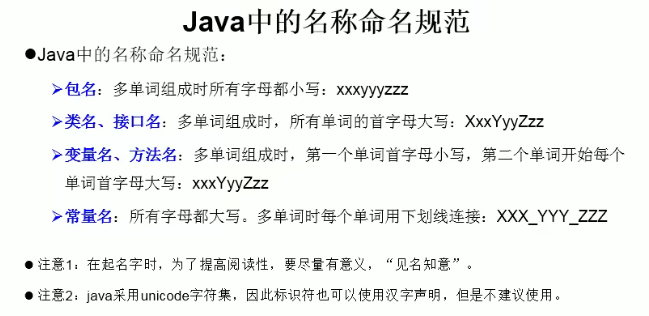 Java中的名称命名规范
●Java中的名称命名规范：
➢包名：多单词组成时所有字母都小写：xxxyyyzzz
➢类名、接口名：多单词组成时，所有单词的首字母大写：XxxYyyZzz
➢变量名、方法名：多单词组成时，第一个单词首字母小写，第二个单词开始每个
单词首字母大写：xxxYyyZzz
➢常量名：所有字母都大写。多单词时每个单词用下划线连接：XXX_YYY_ZZZ
●注意1：在起名字时，为了提高阅读性，要尽量有意义，“见名知意”。
●注意2：java采用unicode字符集，因此标识符也可以使用汉字声明，但是不建议使用。